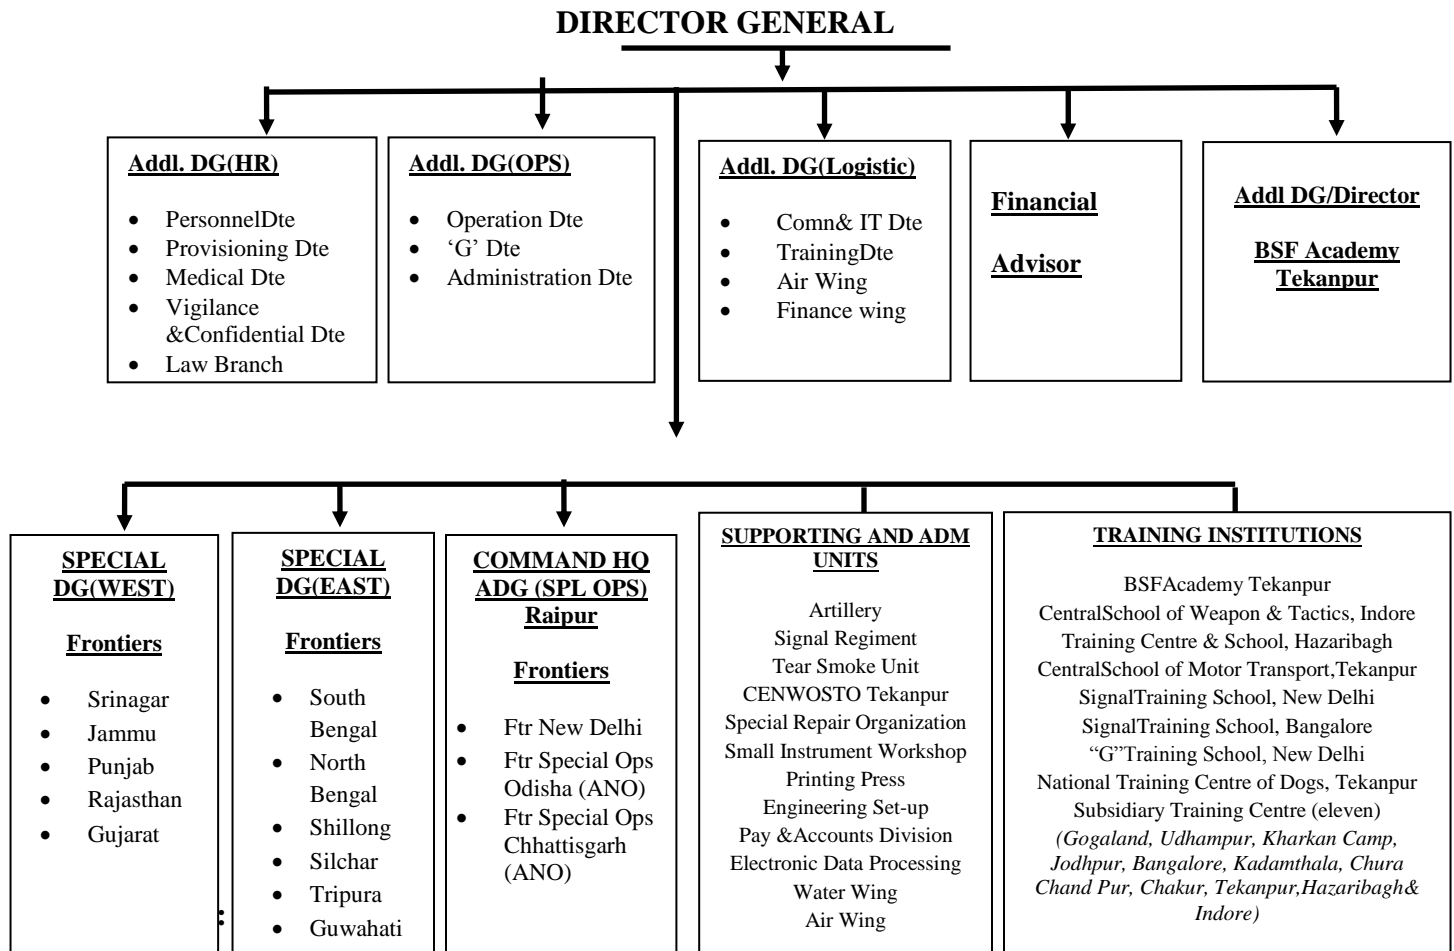 DIRECTOR GENERAL
Addl. DG(HR)
• PersonnelDte
• Provisioning Dte
• Medical Dte
• Vigilance
&Confidential Dte
• Law Branch
Addl. DG(OPS)
• Operation Dte
• ‘G’ Dte
• Administration Dte
Addl. DG(Logistic)
• Comn& IT Dte
• TrainingDte
• Air Wing
• Finance wing
Financial
Advisor
Addl DG/Director
BSF Academy
Tekanpur
SPECIAL
DG(WEST)
Frontiers
• Srinagar
• Jammu
• Punjab
• Rajasthan
• Gujarat
:
SPECIAL
DG(EAST)
Frontiers
• South
Bengal
• North
Bengal
• Shillong
• Silchar
• Tripura
• Guwahati
COMMAND HQ
ADG (SPL OPS)
Raipur
Frontiers
• Ftr New Delhi
• Ftr Special Ops
Odisha (ANO)
• Ftr Special Ops
Chhattisgarh
(ANO)
SUPPORTING AND ADM
UNITS
Artillery
Signal Regiment
Tear Smoke Unit
CENWOSTO Tekanpur
Special Repair Organization
Small Instrument Workshop
Printing Press
Engineering Set-up
Pay &Accounts Division
Electronic Data Processing
Water Wing
Air Wing
TRAINING INSTITUTIONS
BSFAcademy Tekanpur
CentralSchool of Weapon & Tactics, Indore
Training Centre & School, Hazaribagh
CentralSchool of Motor Transport,Tekanpur
SignalTraining School, New Delhi
SignalTraining School, Bangalore
“G”Training School, New Delhi
National Training Centre of Dogs, Tekanpur
Subsidiary Training Centre (eleven)
(Gogaland, Udhampur, Kharkan Camp,
Jodhpur, Bangalore, Kadamthala, Chura
Chand Pur, Chakur, Tekanpur,Hazaribagh&
Indore)